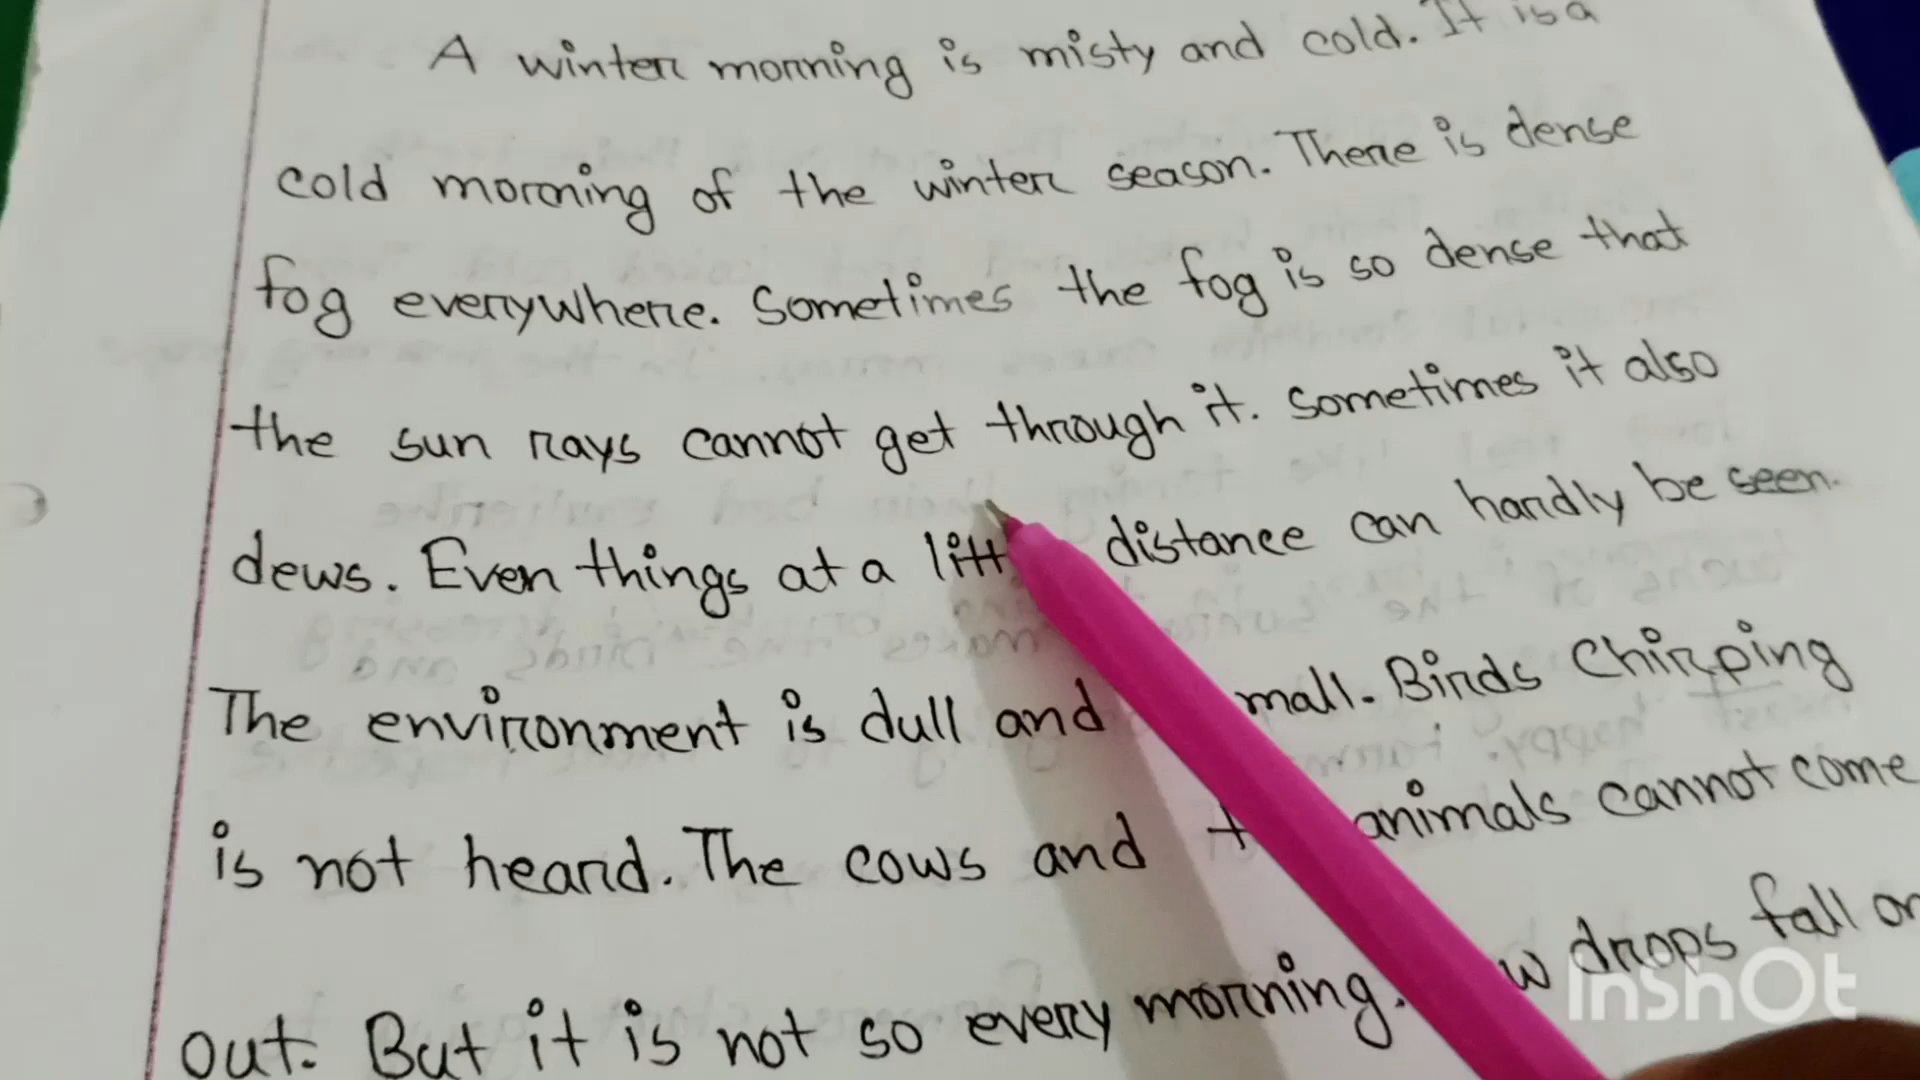 A winter morning is misty and cold. It is a
cold morning of the winter season. There is dense
fog everywhere. Sometimes the fog is so dense that
the sun rays cannot get through it. Sometimes it also
dews. Even things at a distance can hardly be seen.
The environment is dull and mall. Birds Chirping
is not heard. The cows and animals cannot come
out. But it is not so every morning. drops fall on
InShOt